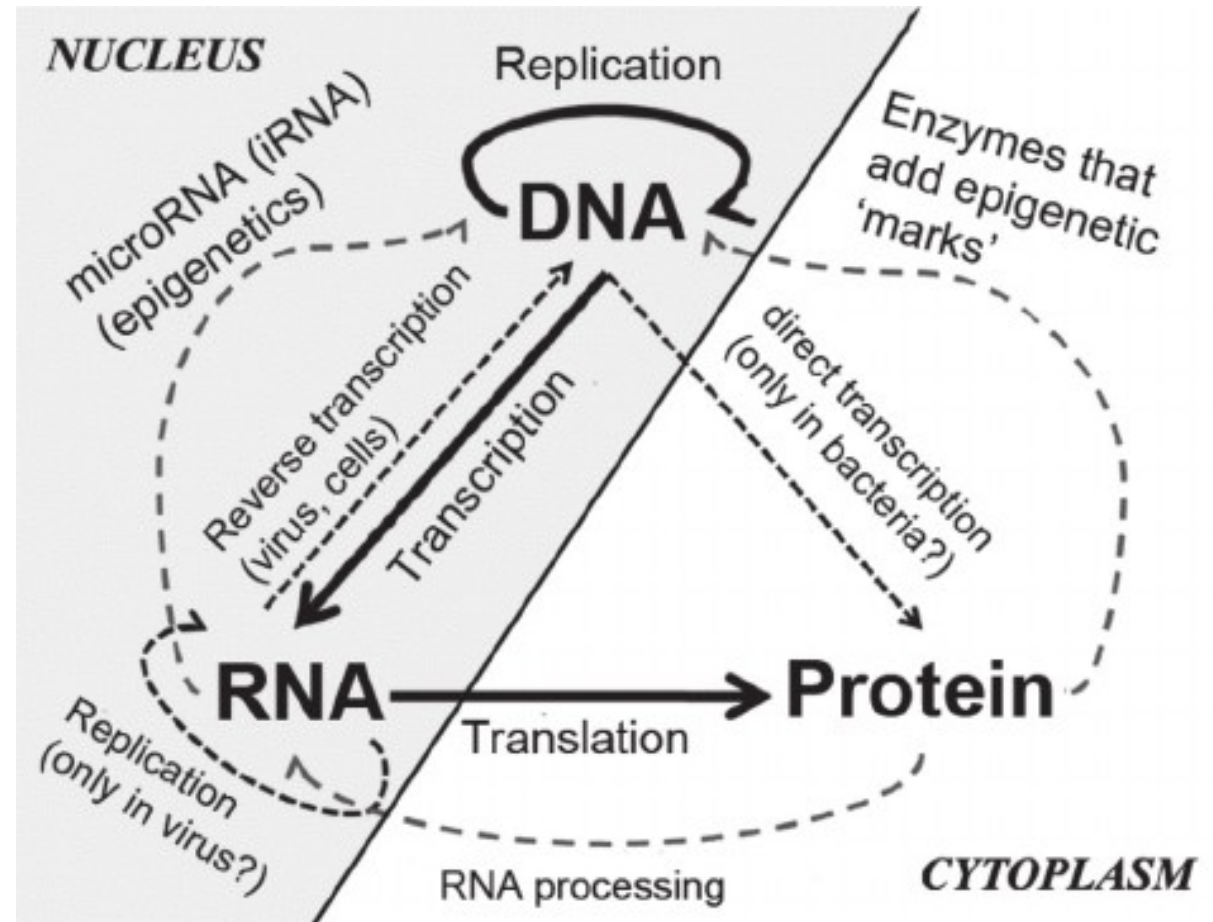 NUCLEUS
Replication
microRNA (iRNA)
(epigenetics)
Enzymes that
add epigenetic
‘marks’
DNA
Reverse transcription
(virus, cells)
Transcription
direct transcription
(only in bacteria?)
RNA
Translation
Protein
Replication
(only in virus?)
RNA processing
CYTOPLASM